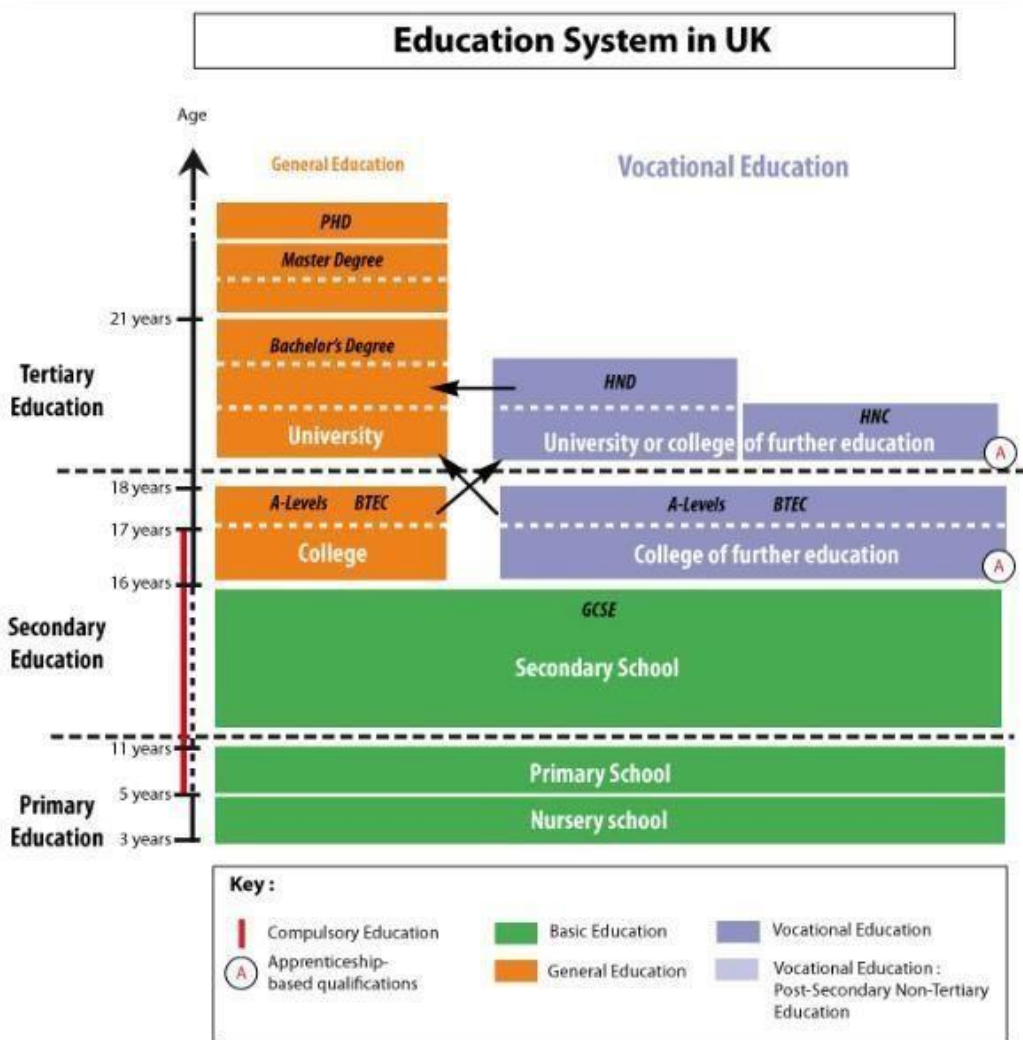 Education System in UK
Age
General Education
Vocational Education
PHD
Master Degree
21 years
Bachelor's Degree
Tertiary
Education
HND
HNC
University
University or college of further education
A
18 years
A-Levels BTEC
A-Levels BTEC
17 years
College
College of further education
A
16 years
GCSE
Secondary
Education
Secondary School
11 years
Primary School
5 years
Primary
Education
Nursery school
3 years
Key :
Compulsory Education
A
Apprenticeship-
based qualifications
Basic Education
General Education
Vocational Education
Vocational Education :
Post-Secondary Non-Tertiary
Education